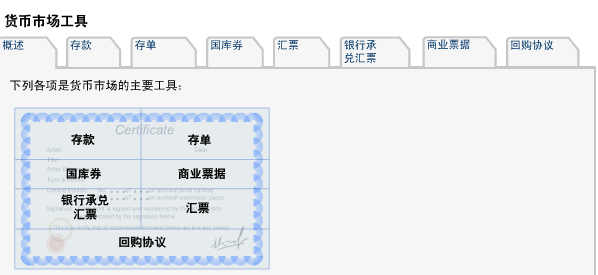 货币市场工具
概述
存款
存单
国库券
汇票
银行承
兑汇票
商业票据
回购协议
下列各项是货币市场的主要工具：
Certificate
存款
存单
国库券
商业票据
银行承兑
汇票
汇票
回购协议